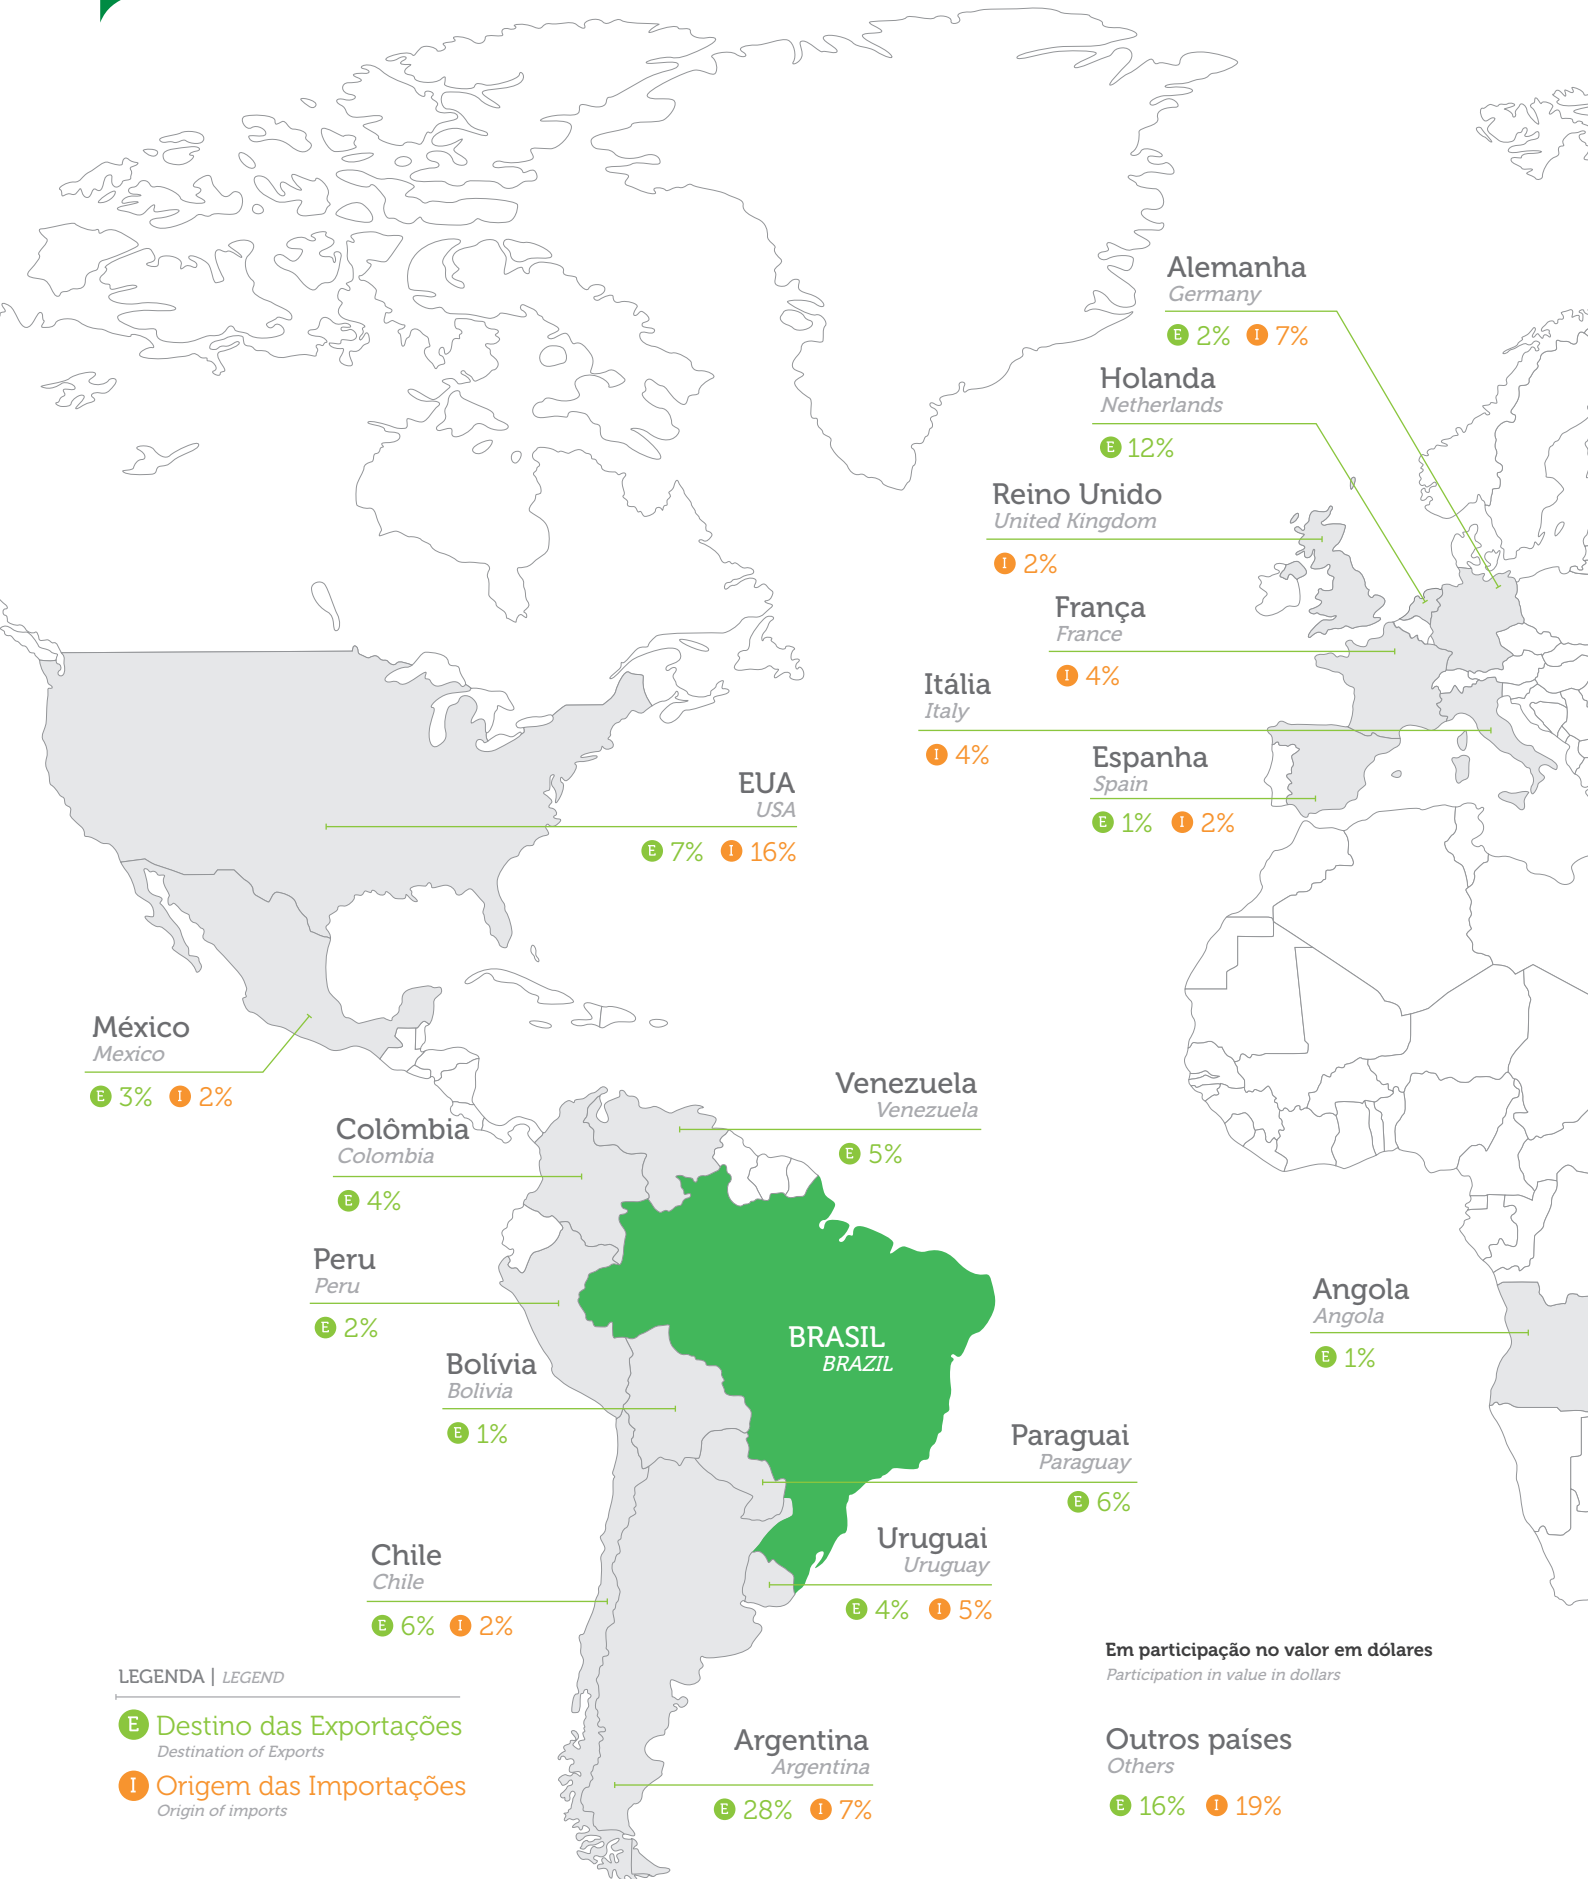 Alemanha
Germany
E 2% I 7%
Holanda
Netherlands
E 12%
Reino Unido
United Kingdom
I 2%
França
France
I 4%
Itália
Italy
I 4%
Espanha
Spain
E 1% I 2%
EUA
USA
E 7% I 16%
México
Mexico
E 3% I 2%
Venezuela
Venezuela
E 5%
Colômbia
Colombia
E 4%
Peru
Peru
E 2%
Angola
Angola
E 1%
BRASIL
BRAZIL
Bolívia
Bolivia
E 1%
Paraguai
Paraguay
E 6%
Uruguai
Uruguay
E 4% I 5%
Chile
Chile
E 6% I 2%
Em participação no valor em dólares
Participation in value in dollars
LEGENDA | LEGEND
E Destino das Exportações
Destination of Exports
I Origem das Importações
Origin of imports
Argentina
Argentina
E 28% I 7%
Outros países
Others
E 16% I 19%